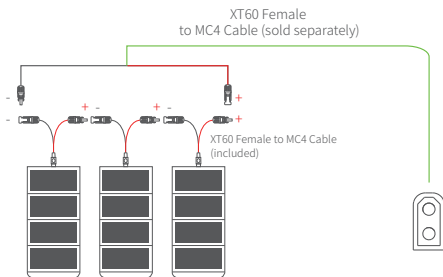 XT60 Female
to MC4 Cable (sold separately)
- +
- + - + - +
XT60 Female to MC4 Cable
(included)